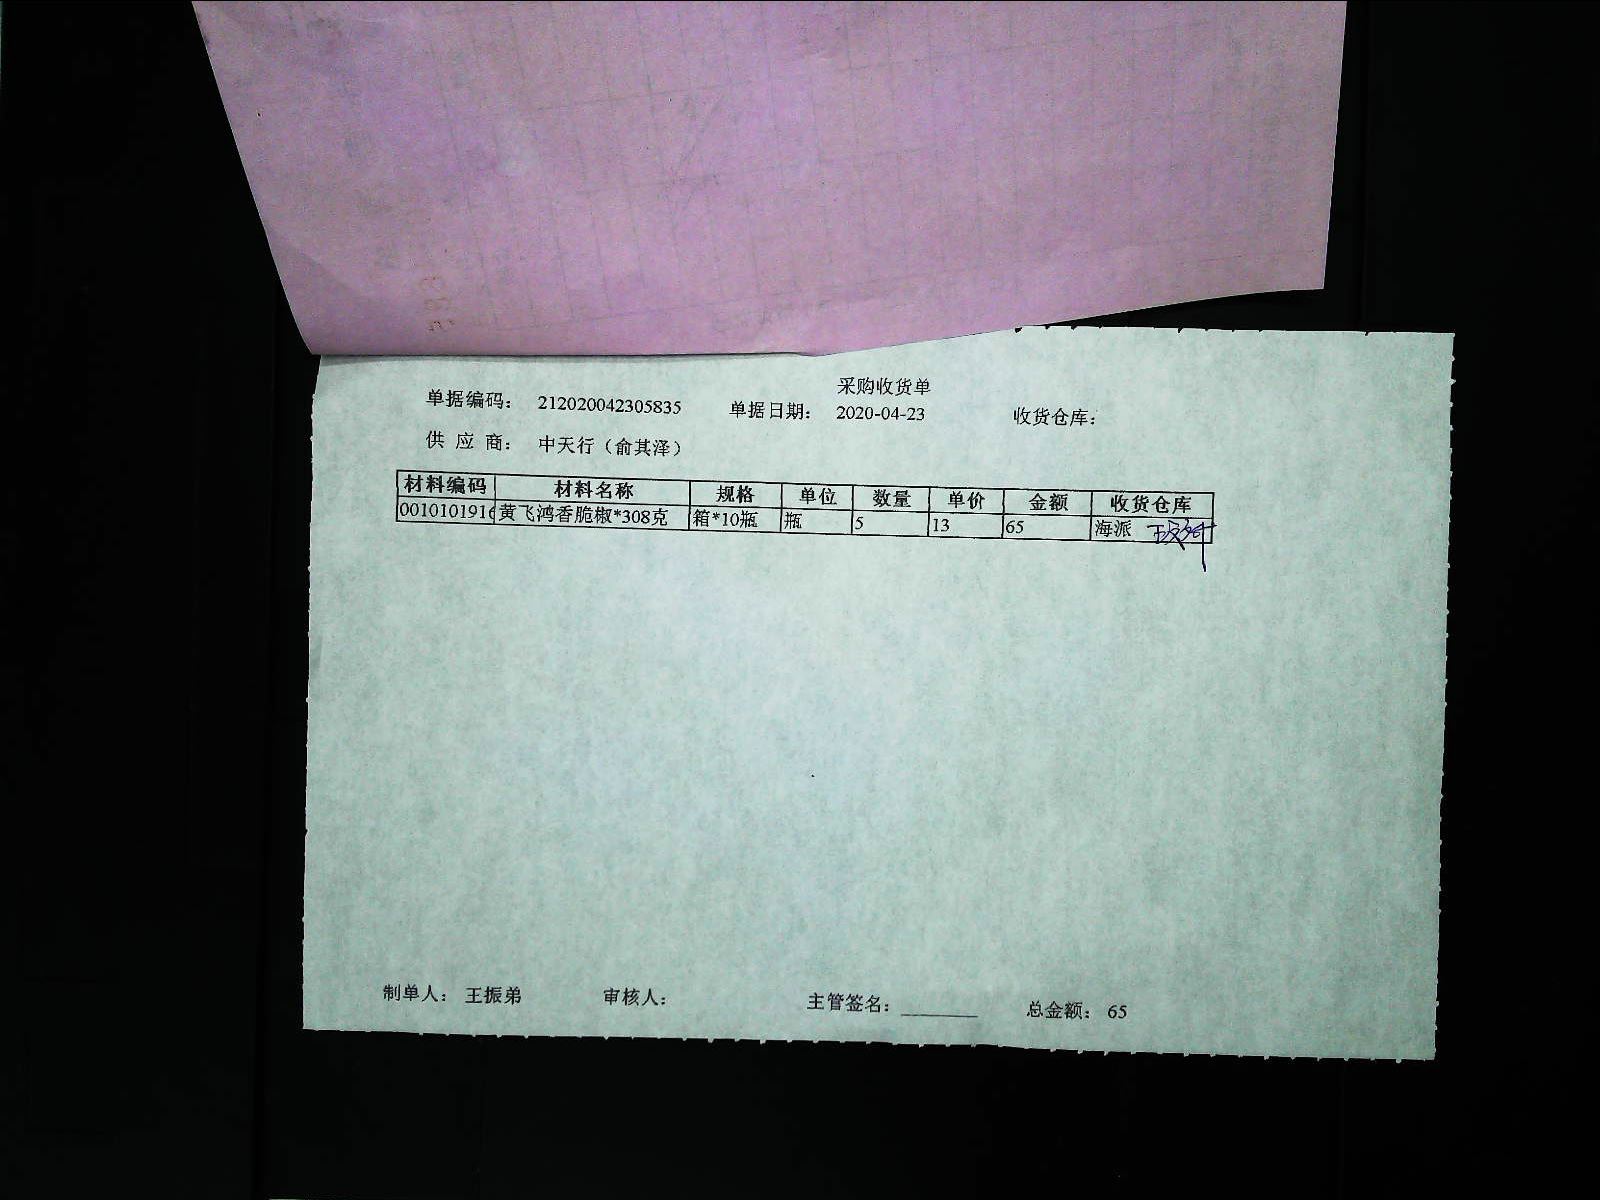 采购收货单
单据编码： 212020042305835 单据日期： 2020-04-23 收货仓库：
供 应 商： 中天行（俞其泽）
材料编码 材料名称 规格 单位 数量 单价 金额 收货仓库
001010191 黄飞鸿香脆椒*308克 箱*10瓶 瓶 5 13 65 海派
制单人： 王振弟 审核人： 主管签名： 总金额： 65